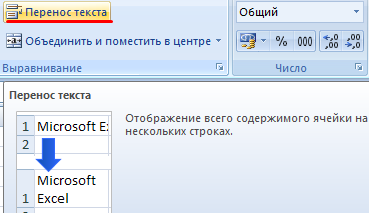 Перенос текста
Общий
Объединить и поместить в центре
% 000 ,0 ,00 ,00 ,0
Выравнивание
Число
Перенос текста
1 Microsoft E
2
Microsoft
1 Excel
Отображение всего содержимого ячейки на
нескольких строках.